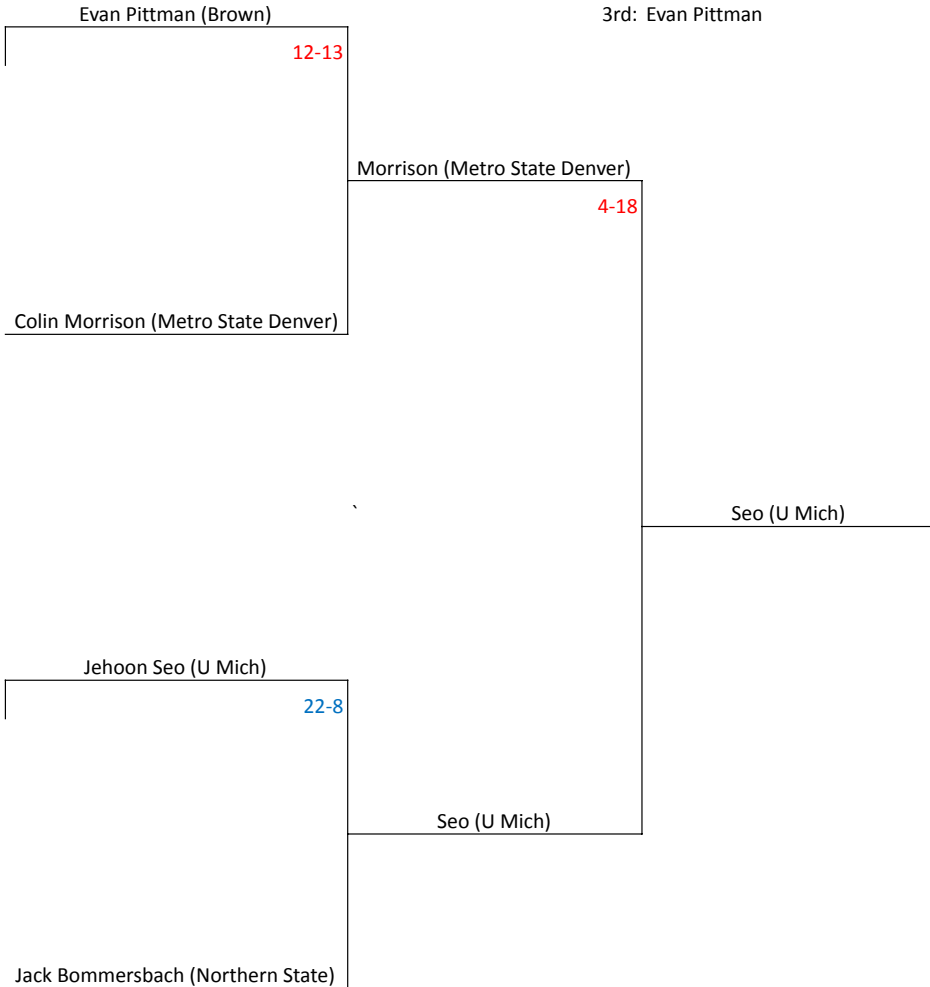 Evan Pittman (Brown)
3rd: Evan Pittman
12-13
Morrison (Metro State Denver)
4-18
Colin Morrison (Metro State Denver)
`
Seo (U Mich)
Jehoon Seo (U Mich)
22-8
Seo (U Mich)
Jack Bommersbach (Northern State)